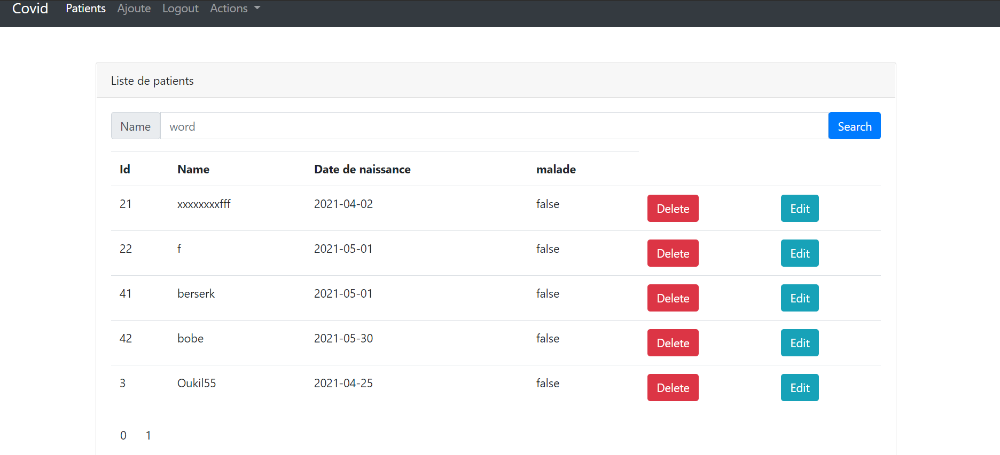 Covid Patients Ajoute Logout Actions
Liste de patients
Name word Search
Id Name Date de naissance malade
21 xxxxxxxxfff 2021-04-02 false Delete Edit
22 f 2021-05-01 false Delete Edit
41 berserk 2021-05-01 false Delete Edit
42 bobe 2021-05-30 false Delete Edit
3 Oukil55 2021-04-25 false Delete Edit
0 1